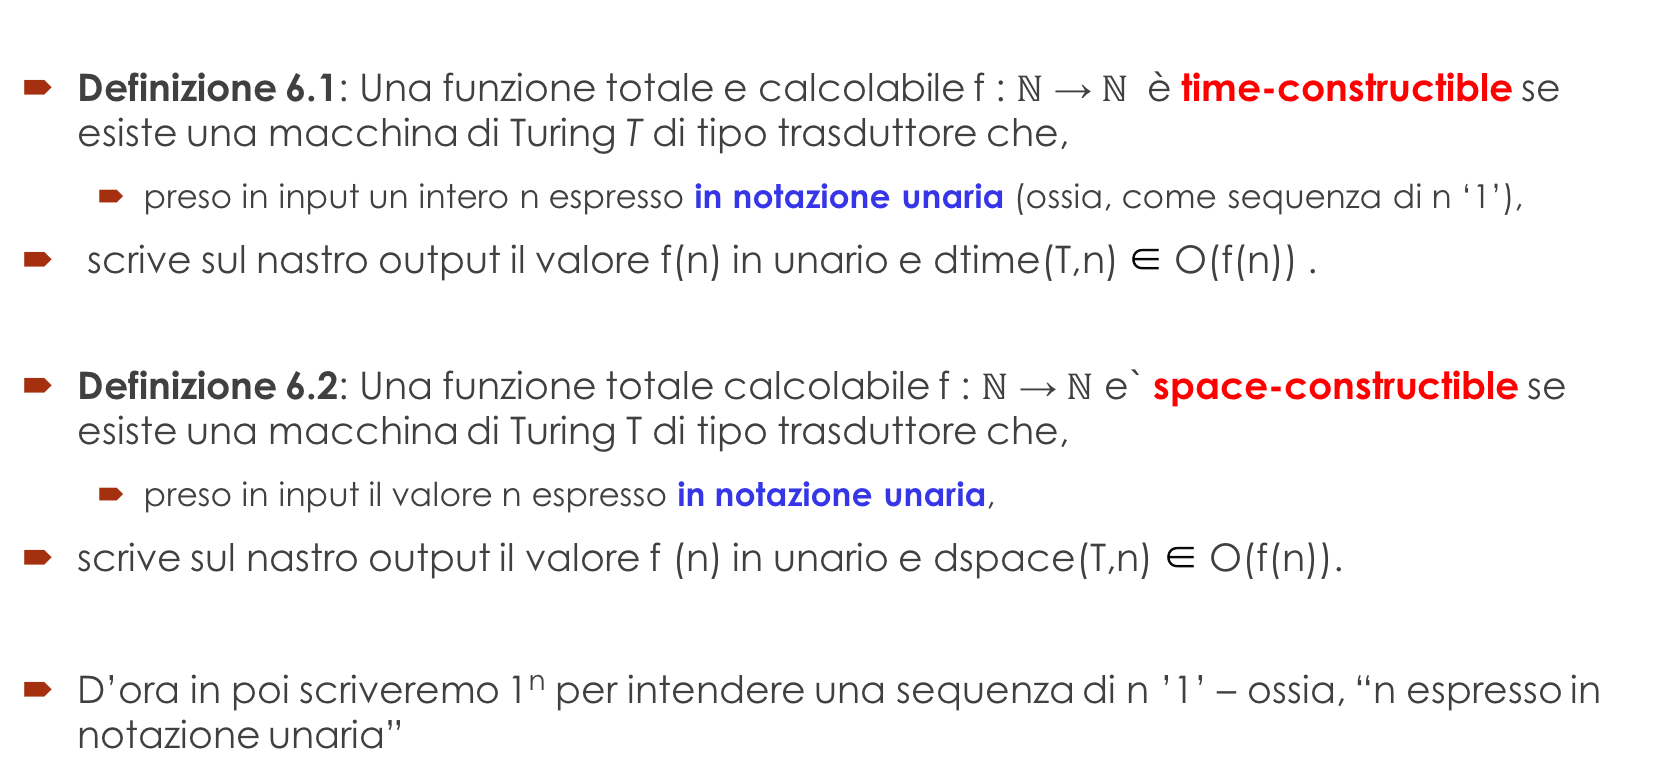 Definizione 6.1: Una funzione totale e calcolabile f : ℕ → ℕ è time-constructible se
esiste una macchina di Turing T di tipo trasduttore che,
preso in input un intero n espresso in notazione unaria (ossia, come sequenza di n ‘1’),
scrive sul nastro output il valore f(n) in unario e dtime(T,n) ∈ O(f(n)) .
Definizione 6.2: Una funzione totale calcolabile f : ℕ → ℕ e` space-constructible se
esiste una macchina di Turing T di tipo trasduttore che,
preso in input il valore n espresso in notazione unaria,
scrive sul nastro output il valore f (n) in unario e dspace(T,n) ∈ O(f(n)).
D’ora in poi scriveremo 1ⁿ per intendere una sequenza di n ’1’ – ossia, “n espresso in
notazione unaria”